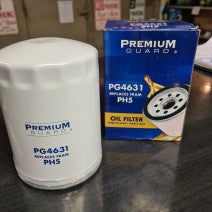 PREMIUM
GUARD
PG4631
REPLACES FRAM
PH5
PREMIUM
GUARD
PG4631
REPLACES FRAM
PH5
OIL FILTER